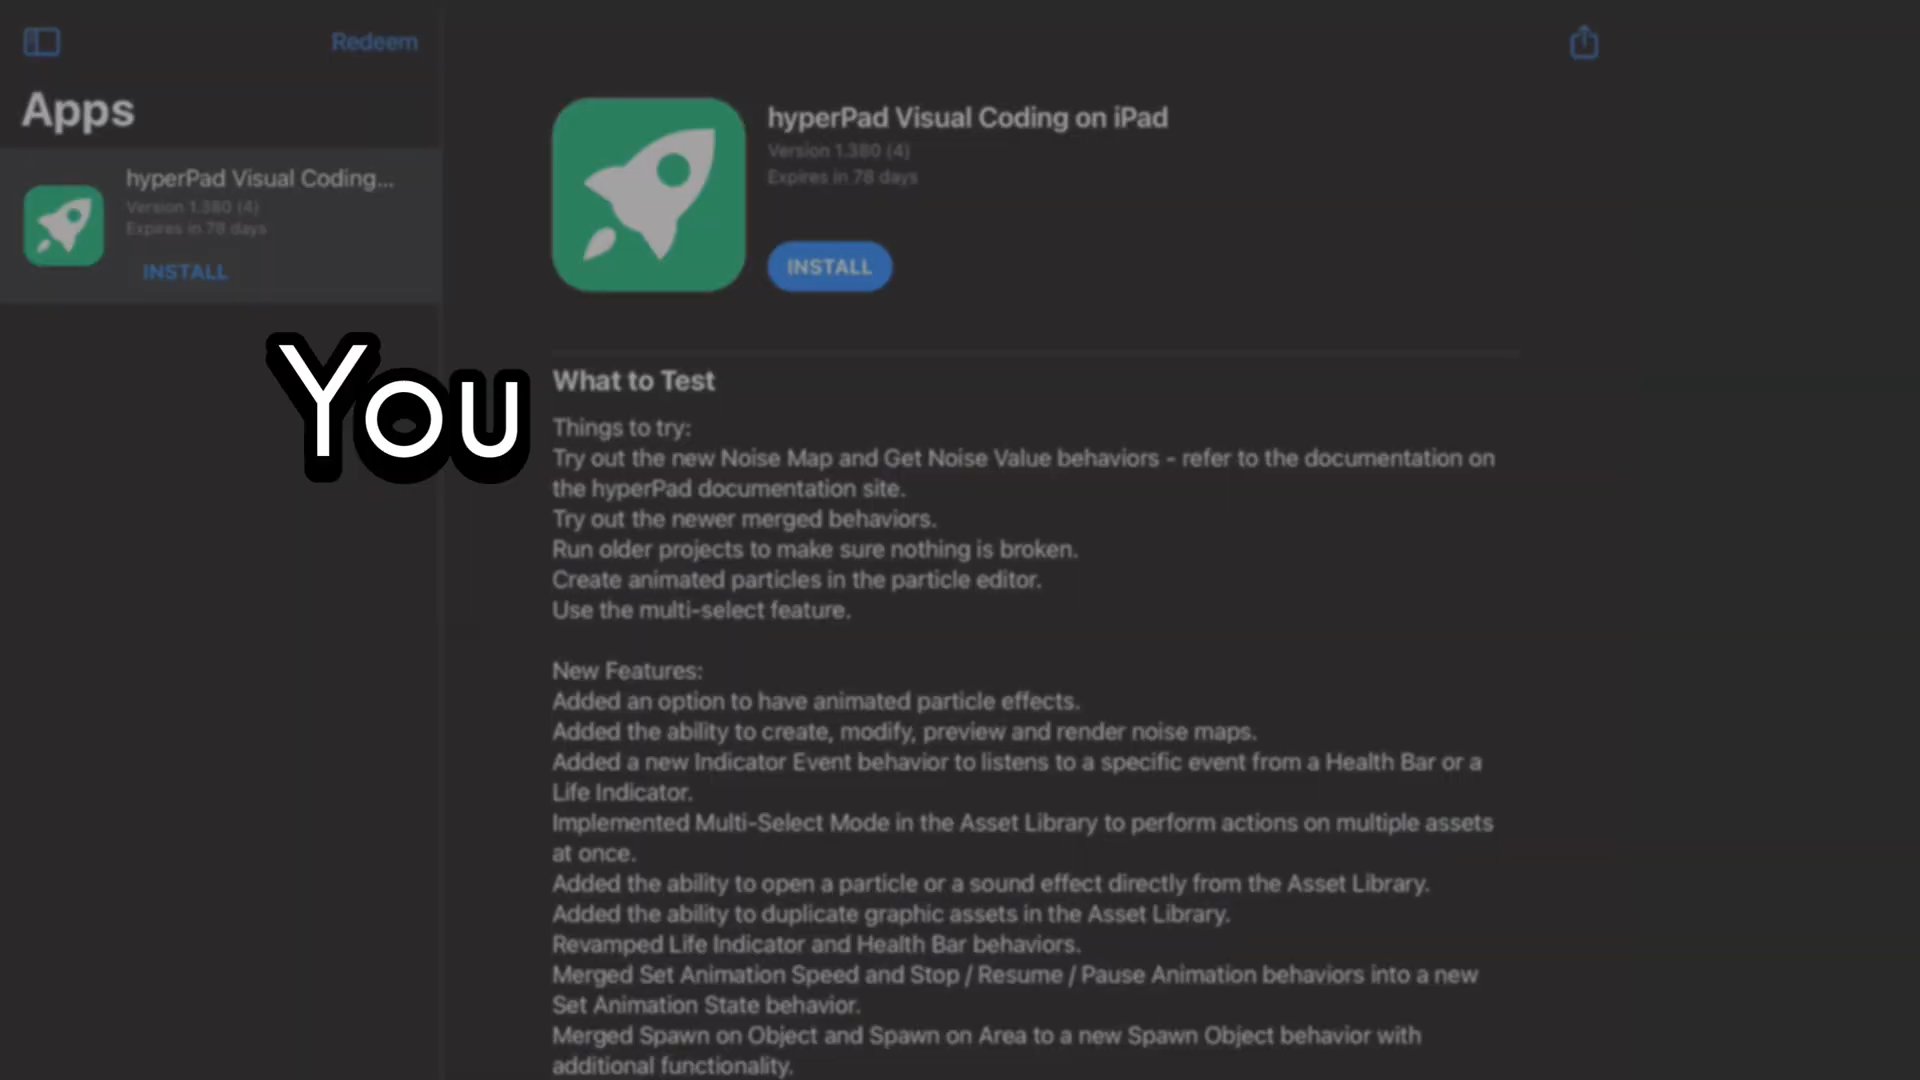 Redeem
Apps
hyperPad Visual Coding...
Version 1.380 (4)
Expires in 78 days
INSTALL
hyperPad Visual Coding on iPad
Version 1.380 (4)
Expires in 78 days
INSTALL
You
What to Test
Things to try:
Try out the new Noise Map and Get Noise Value behaviors - refer to the documentation on
the hyperPad documentation site.
Try out the newer merged behaviors.
Run older projects to make sure nothing is broken.
Create animated particles in the particle editor.
Use the multi-select feature.
New Features:
Added an option to have animated particle effects.
Added the ability to create, modify, preview and render noise maps.
Added a new Indicator Event behavior to listens to a specific event from a Health Bar or a
Life Indicator.
Implemented Multi-Select Mode in the Asset Library to perform actions on multiple assets
at once.
Added the ability to open a particle or a sound effect directly from the Asset Library.
Added the ability to duplicate graphic assets in the Asset Library.
Revamped Life Indicator and Health Bar behaviors.
Merged Set Animation Speed and Stop / Resume / Pause Animation behaviors into a new
Set Animation State behavior.
Merged Spawn on Object and Spawn on Area to a new Spawn Object behavior with
additional functionality.